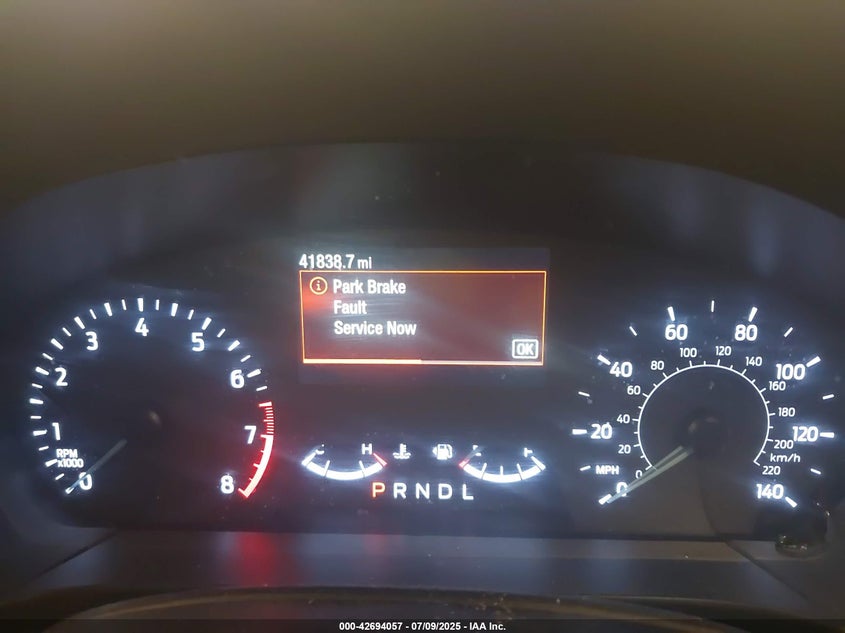 41838.7 mi
Park Brake
Fault
Service Now
OK
0 1 2 3 4 5 6 7 8
RPM
x1000
H
F
P R N D L
0 20 40 60 80 100 120 140
MPH
0 20 40 60 80 100 120 140 160 180 200 220
km/h
000-42694057 - 07/09/2025 - IAA Inc.